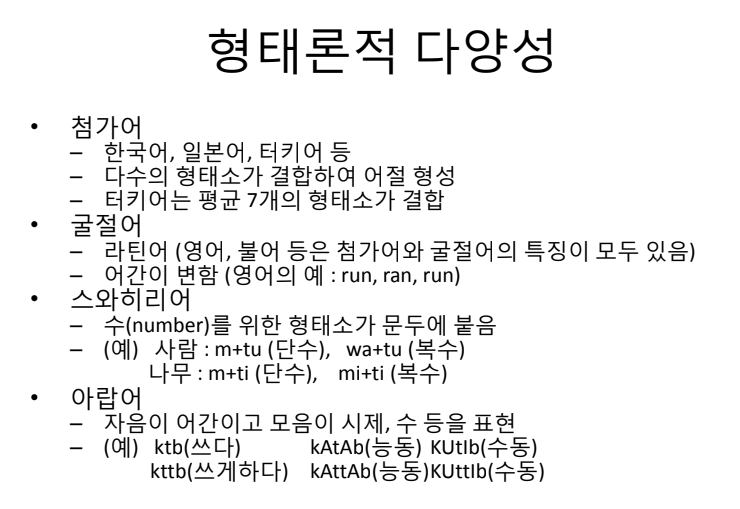 형태론적 다양성
• 첨가어
– 한국어, 일본어, 터키어 등
– 다수의 형태소가 결합하여 어절 형성
– 터키어는 평균 7개의 형태소가 결합
• 굴절어
– 라틴어 (영어, 불어 등은 첨가어와 굴절어의 특징이 모두 있음)
– 어간이 변함 (영어의 예 : run, ran, run)
• 스와히리어
– 수(number)를 위한 형태소가 문두에 붙음
– (예) 사람 : m+tu (단수), wa+tu (복수)
나무 : m+ti (단수), mi+ti (복수)
• 아랍어
– 자음이 어간이고 모음이 시제, 수 등을 표현
– (예) ktb(쓰다) kAtAb(능동) KUtIb(수동)
kttb(쓰게하다) kAttAb(능동)KUttIb(수동)